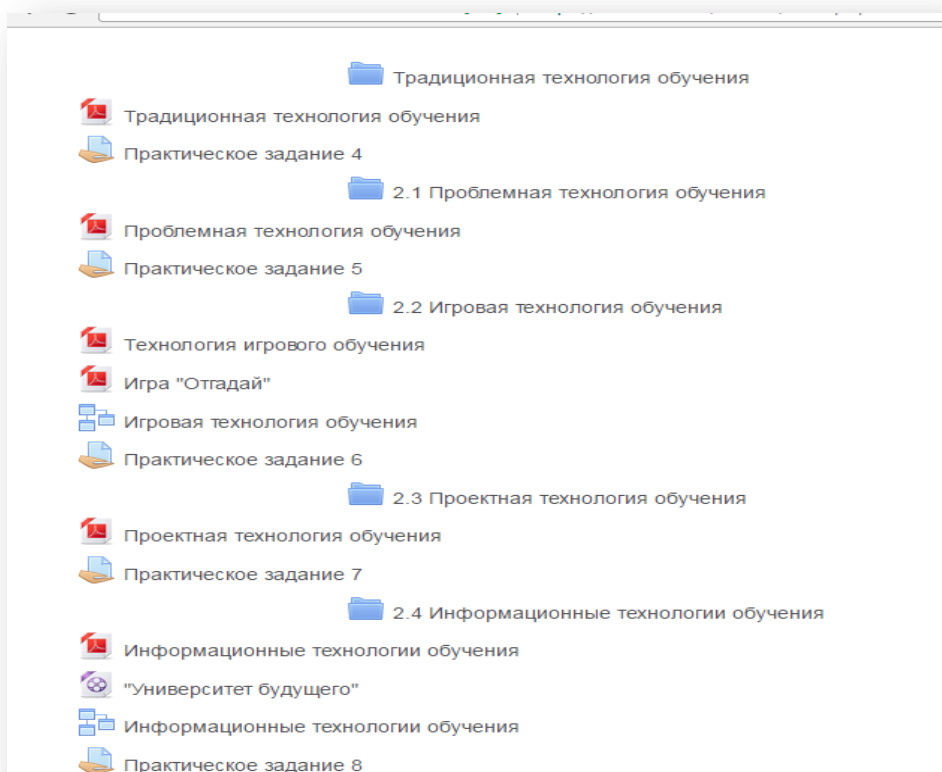 Традиционная технология обучения
Традиционная технология обучения
Практическое задание 4
2.1 Проблемная технология обучения
Проблемная технология обучения
Практическое задание 5
2.2 Игровая технология обучения
Технология игрового обучения
Игра "Отгадай"
Игровая технология обучения
Практическое задание 6
2.3 Проектная технология обучения
Проектная технология обучения
Практическое задание 7
2.4 Информационные технологии обучения
Информационные технологии обучения
"Университет будущего"
Информационные технологии обучения
Практическое задание 8